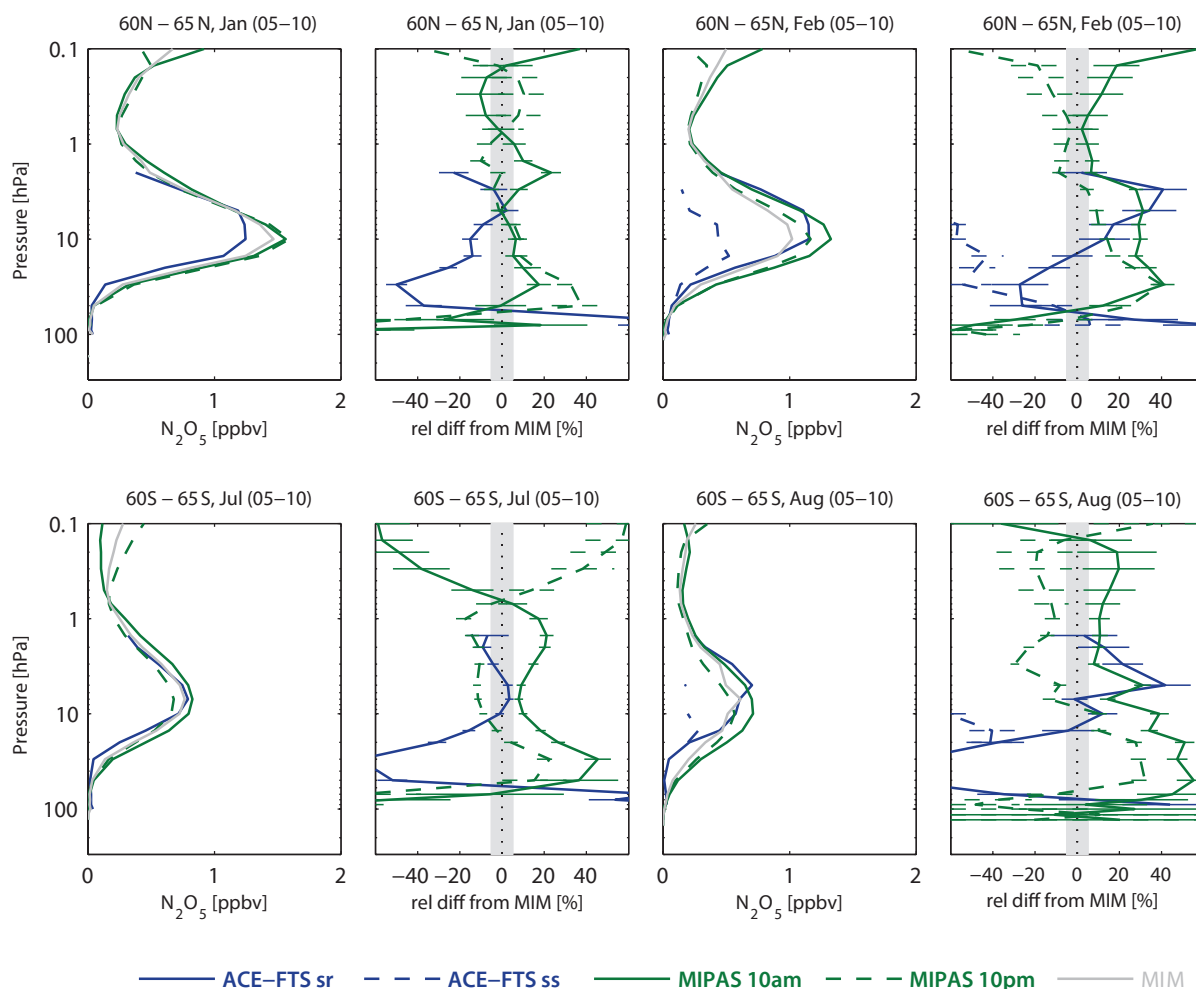 60N − 65N, Jan (05−10)
60N − 65N, Jan (05−10)
60N − 65N, Feb (05−10)
60N − 65N, Feb (05−10)
Pressure [hPa]
0.1
1
10
100
0 1 2
N₂O₅ [ppbv]
−40 −20 0 20 40
rel diff from MIM [%]
0 1 2
N₂O₅ [ppbv]
−40 −20 0 20 40
rel diff from MIM [%]
60S − 65S, Jul (05−10)
60S − 65S, Jul (05−10)
60S − 65S, Aug (05−10)
60S − 65S, Aug (05−10)
Pressure [hPa]
0.1
1
10
100
0 1 2
N₂O₅ [ppbv]
−40 −20 0 20 40
rel diff from MIM [%]
0 1 2
N₂O₅ [ppbv]
−40 −20 0 20 40
rel diff from MIM [%]
ACE−FTS sr ACE−FTS ss MIPAS 10am MIPAS 10pm MIM